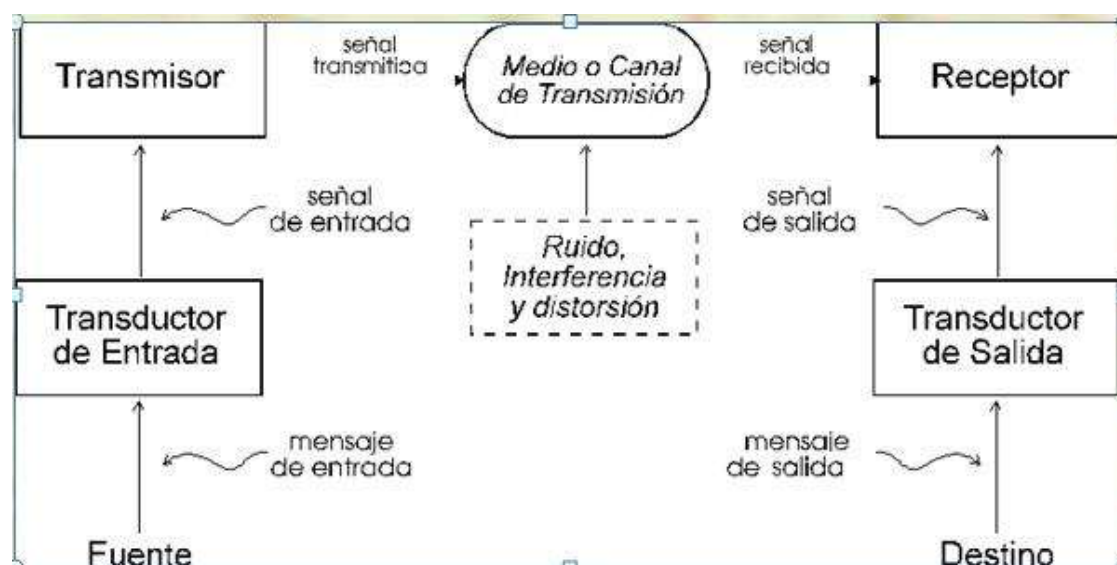 Transmisor
señal
transmitida
Medio o Canal
de Transmisión
señal
recibida
Receptor
señal
de entrada
Ruido,
Interferencia
y distorsión
señal
de salida
Transductor
de Entrada
Transductor
de Salida
mensaje
de entrada
mensaje
de salida
Fuente
Destino